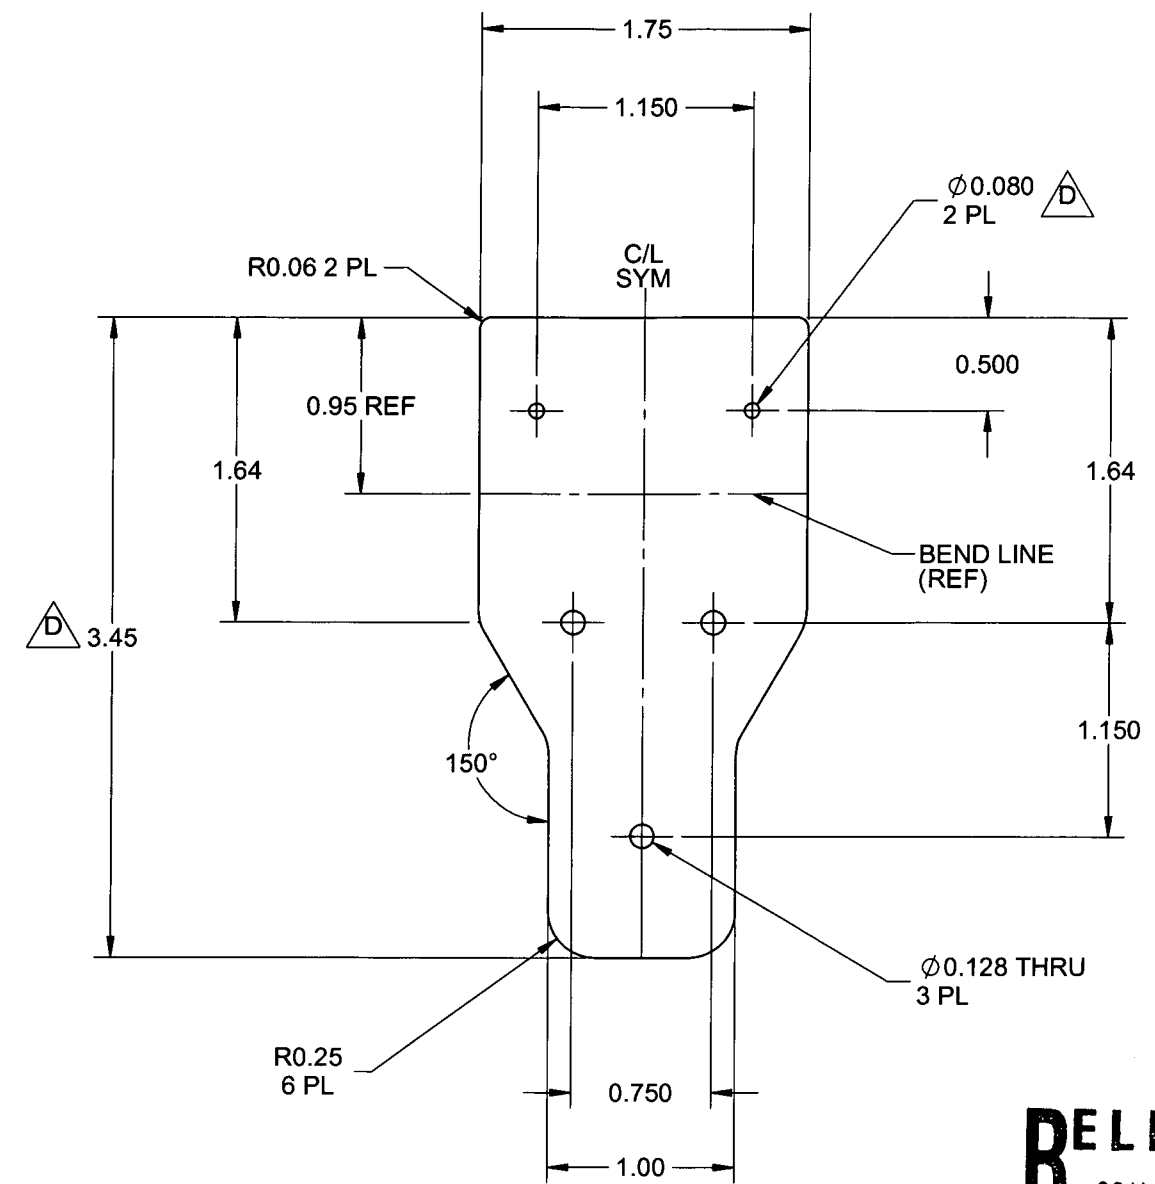 1.75
1.150
Ø0.080
2 PL
D
C/L
SYM
R0.06 2 PL
0.500
0.95 REF
1.64
1.64
BEND LINE
(REF)
D
3.45
1.150
150°
Ø0.128 THRU
3 PL
R0.25
6 PL
0.750
1.00